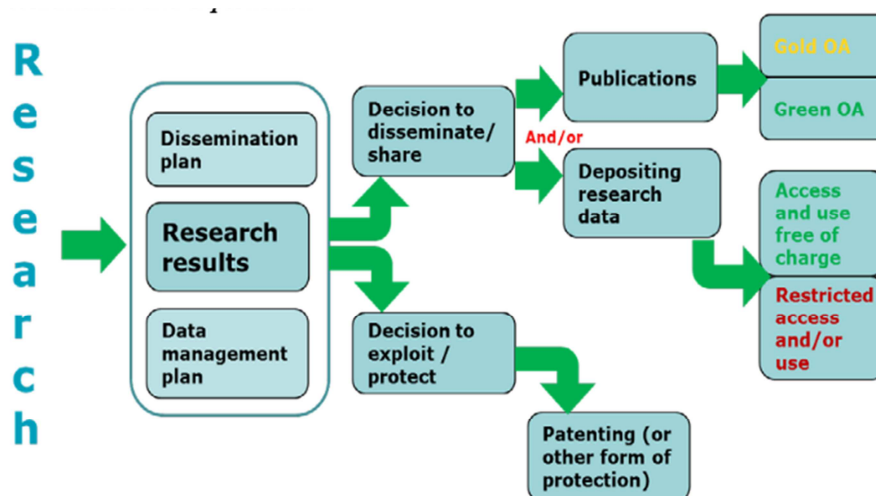 Research
Dissemination
plan
Research
results
Data
management
plan
Decision to
disseminate/
share
And/or
Publications
Gold OA
Green OA
Depositing
research
data
Access
and use
free of
charge
Restricted
access
and/or
use
Decision to
exploit /
protect
Patenting (or
other form of
protection)